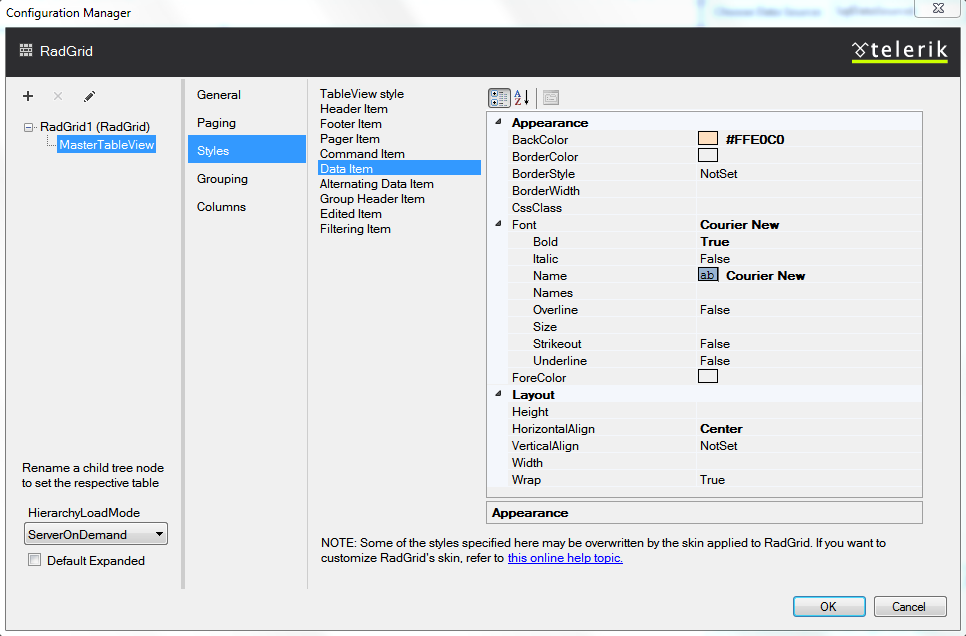 Configuration Manager
RadGrid
telerik
RadGrid1 (RadGrid)
MasterTableView
Rename a child tree node
to set the respective table
HierarchyLoadMode
ServerOnDemand
Default Expanded
General
Paging
Styles
Grouping
Columns
TableView style
Header Item
Footer Item
Pager Item
Command Item
Data Item
Alternating Data Item
Group Header Item
Edited Item
Filtering Item
A
Z
Appearance
BackColor #FFE0C0
BorderColor
BorderStyle NotSet
BorderWidth
CssClass
Font Courier New
Bold True
Italic False
Name ab Courier New
Names
Overline False
Size
Strikeout False
Underline False
ForeColor
Layout
Height
HorizontalAlign Center
VerticalAlign NotSet
Width
Wrap True
Appearance
NOTE: Some of the styles specified here may be overwritten by the skin applied to RadGrid. If you want to
customize RadGrid's skin, refer to this online help topic.
OK Cancel